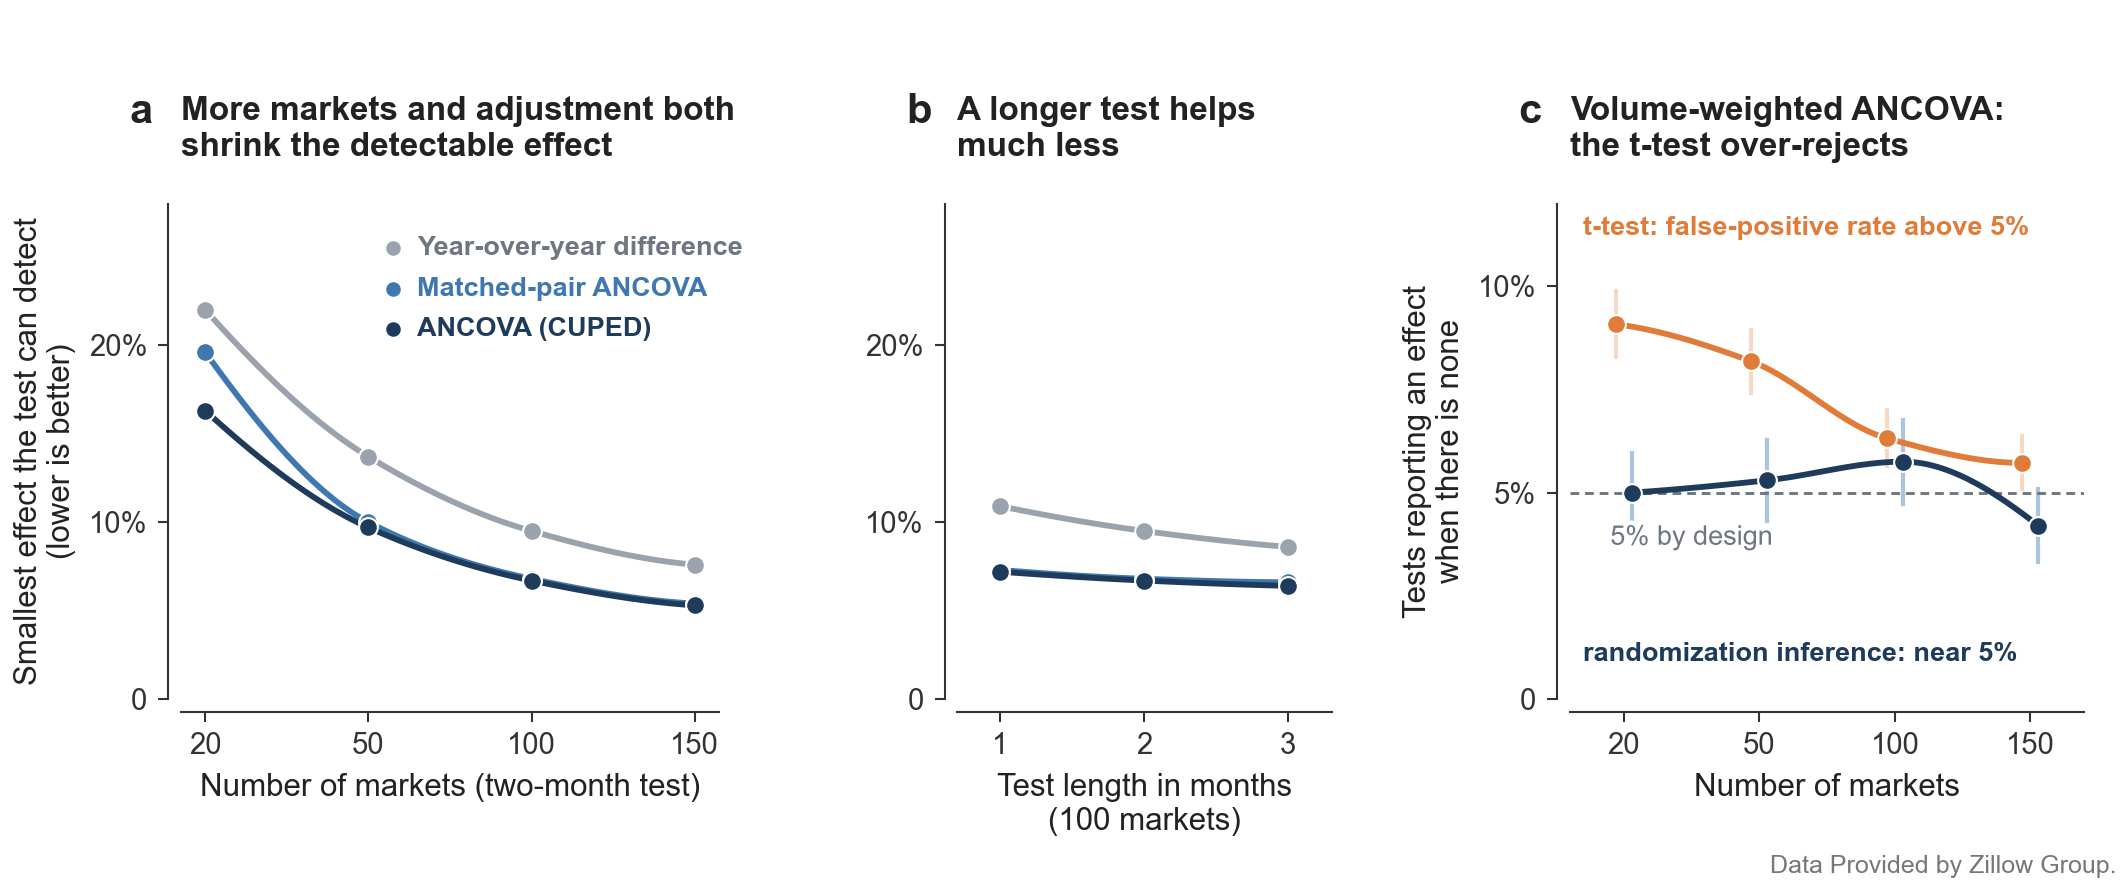 a More markets and adjustment both
shrink the detectable effect
Smallest effect the test can detect
(lower is better)
20%
10%
0
Year-over-year difference
Matched-pair ANCOVA
ANCOVA (CUPED)
20 50 100 150
Number of markets (two-month test)
b A longer test helps
much less
20%
10%
0
1 2 3
Test length in months
(100 markets)
c Volume-weighted ANCOVA:
the t-test over-rejects
Tests reporting an effect
when there is none
10%
5%
0
t-test: false-positive rate above 5%
5% by design
randomization inference: near 5%
20 50 100 150
Number of markets
Data Provided by Zillow Group.